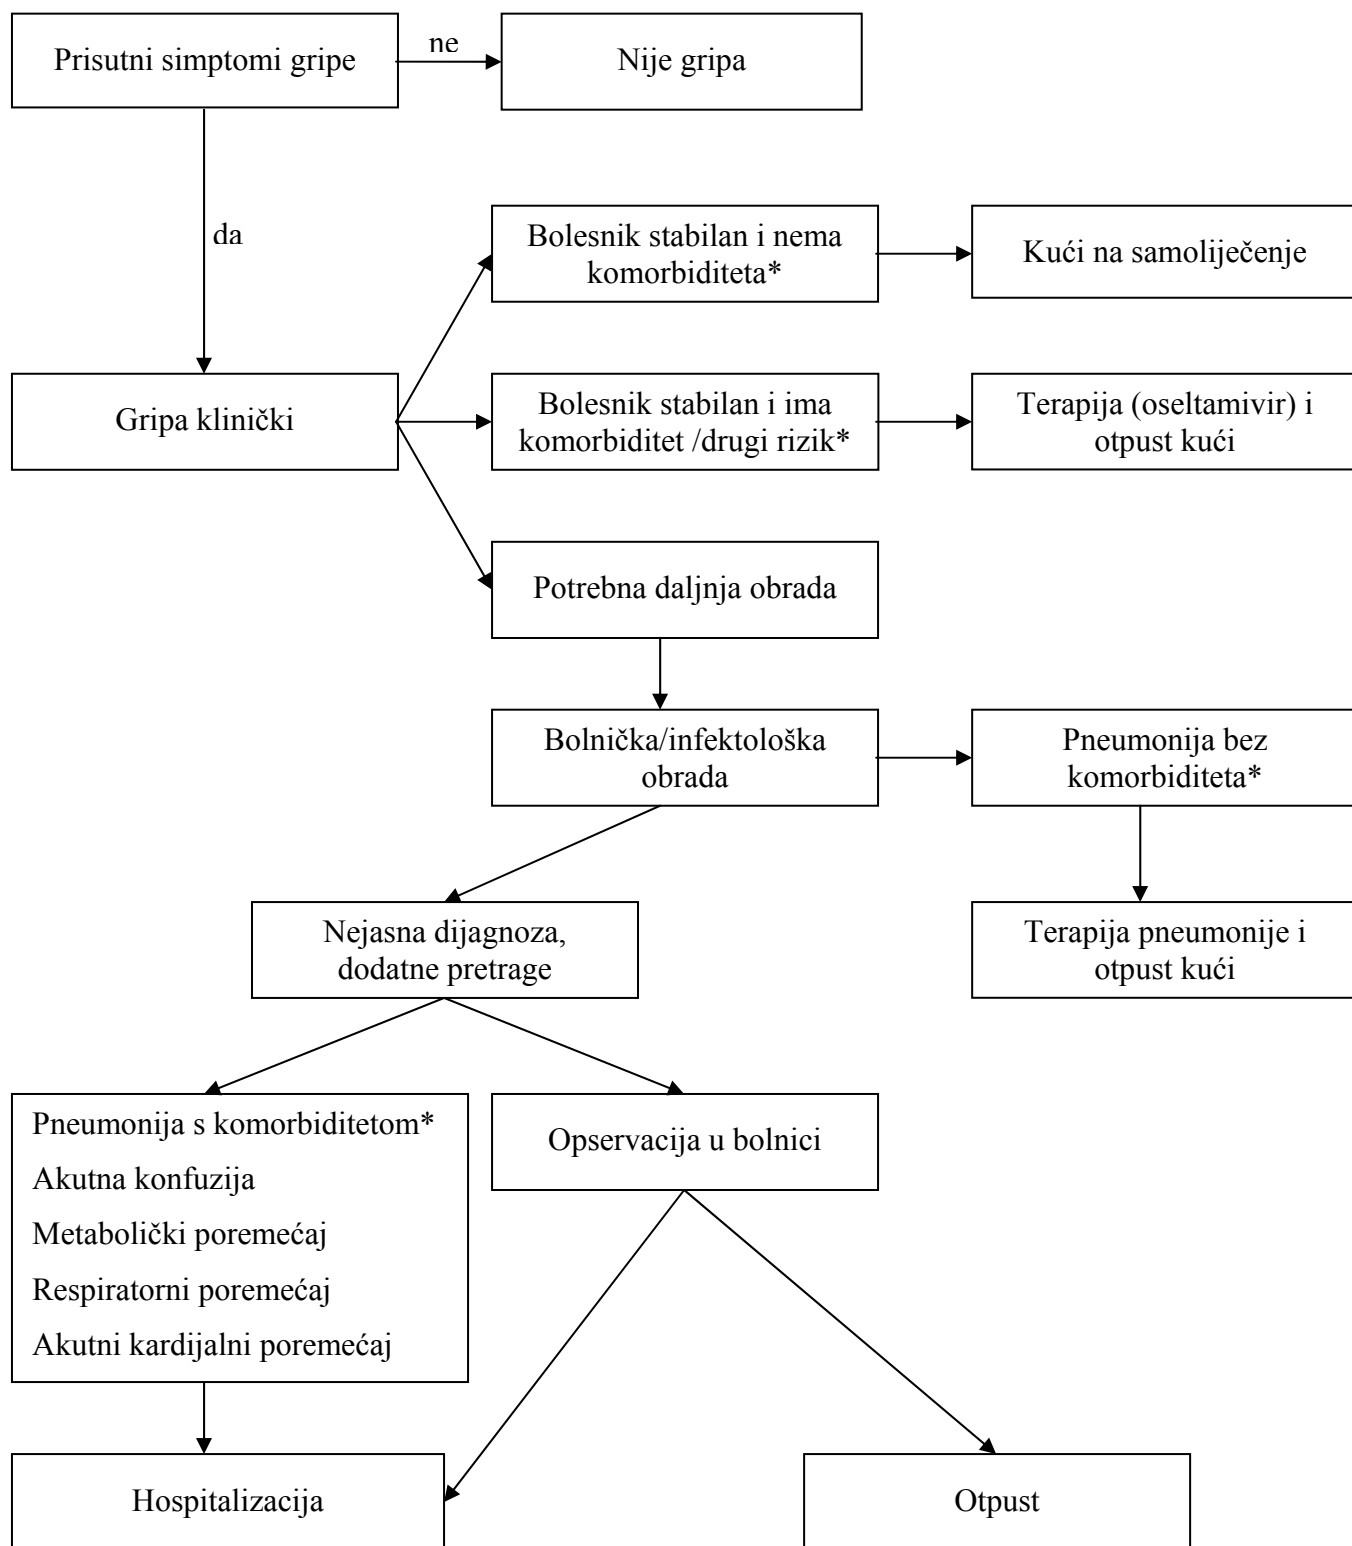 Prisutni simptomi gripe
ne
Nije gripa
da
Bolesnik stabilan i nema
komorbiditeta*
Kući na samoliječenje
Gripa klinički
Bolesnik stabilan i ima
komorbiditet /drugi rizik*
Terapija (oseltamivir) i
otpust kući
Potrebna daljnja obrada
Bolnička/infektološka
obrada
Pneumonija bez
komorbiditeta*
Nejasna dijagnoza,
dodatne pretrage
Terapija pneumonije i
otpust kući
Pneumonija s komorbiditetom*
Akutna konfuzija
Metabolički poremećaj
Respiratorni poremećaj
Akutni kardijalni poremećaj
Opservacija u bolnici
Hospitalizacija
Otpust